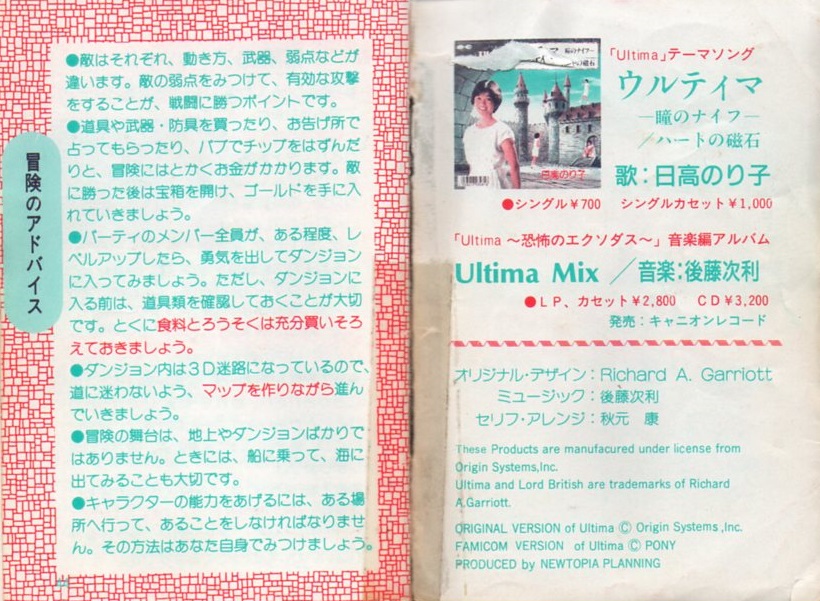 冒険のアドバイス
●敵はそれぞれ、動き方、武器、弱点などが
違います。敵の弱点をみつけて、有効な攻撃
をすることが、戦闘に勝つポイントです。
●道具や武器・防具を買ったり、お告げ所で
占ってもらったり、パブでチップをはずんだ
りと、冒険にはとかくお金がかかります。敵
に勝った後は宝箱を開け、ゴールドを手に入
れていきましょう。
●パーティのメンバー全員が、ある程度、レ
ベルアップしたら、勇気を出してダンジョン
に入ってみましょう。ただし、ダンジョンに
入る前は、道具類を確認しておくことが大切
です。とくに食料とろうそくは充分買いそろ
えておきましょう。
●ダンジョン内は3D迷路になっているので、
道に迷わないよう、マップを作りながら進ん
でいきましょう。
●冒険の舞台は、地上やダンジョンばかりで
はありません。ときには、船に乗って、海に
出てみることも大切です。
●キャラクターの能力をあげるには、ある場
所へ行って、あることをしなければなりませ
ん。その方法はあなた自身でみつけましょう。
日高のり子
「Ultima」テーマソング
ウルティマ
―瞳のナイフ―
／ハートの磁石
歌：日高のり子
●シングル¥700 シングルカセット¥1,000
「Ultima ～恐怖のエクソダス～」音楽編アルバム
Ultima Mix ／音楽：後藤次利
●LP、カセット¥2,800 CD¥3,200
発売：キャニオンレコード
オリジナル・デザイン：Richard A. Garriott
ミュージック：後藤次利
セリフ・アレンジ：秋元 康
These Products are manufacured under license from
Origin Systems,Inc.
Ultima and Lord British are trademarks of Richard
A.Garriott.
ORIGINAL VERSION of Ultima Ⓒ Origin Systems,Inc.
FAMICOM VERSION of Ultima Ⓒ PONY
PRODUCED by NEWTOPIA PLANNING